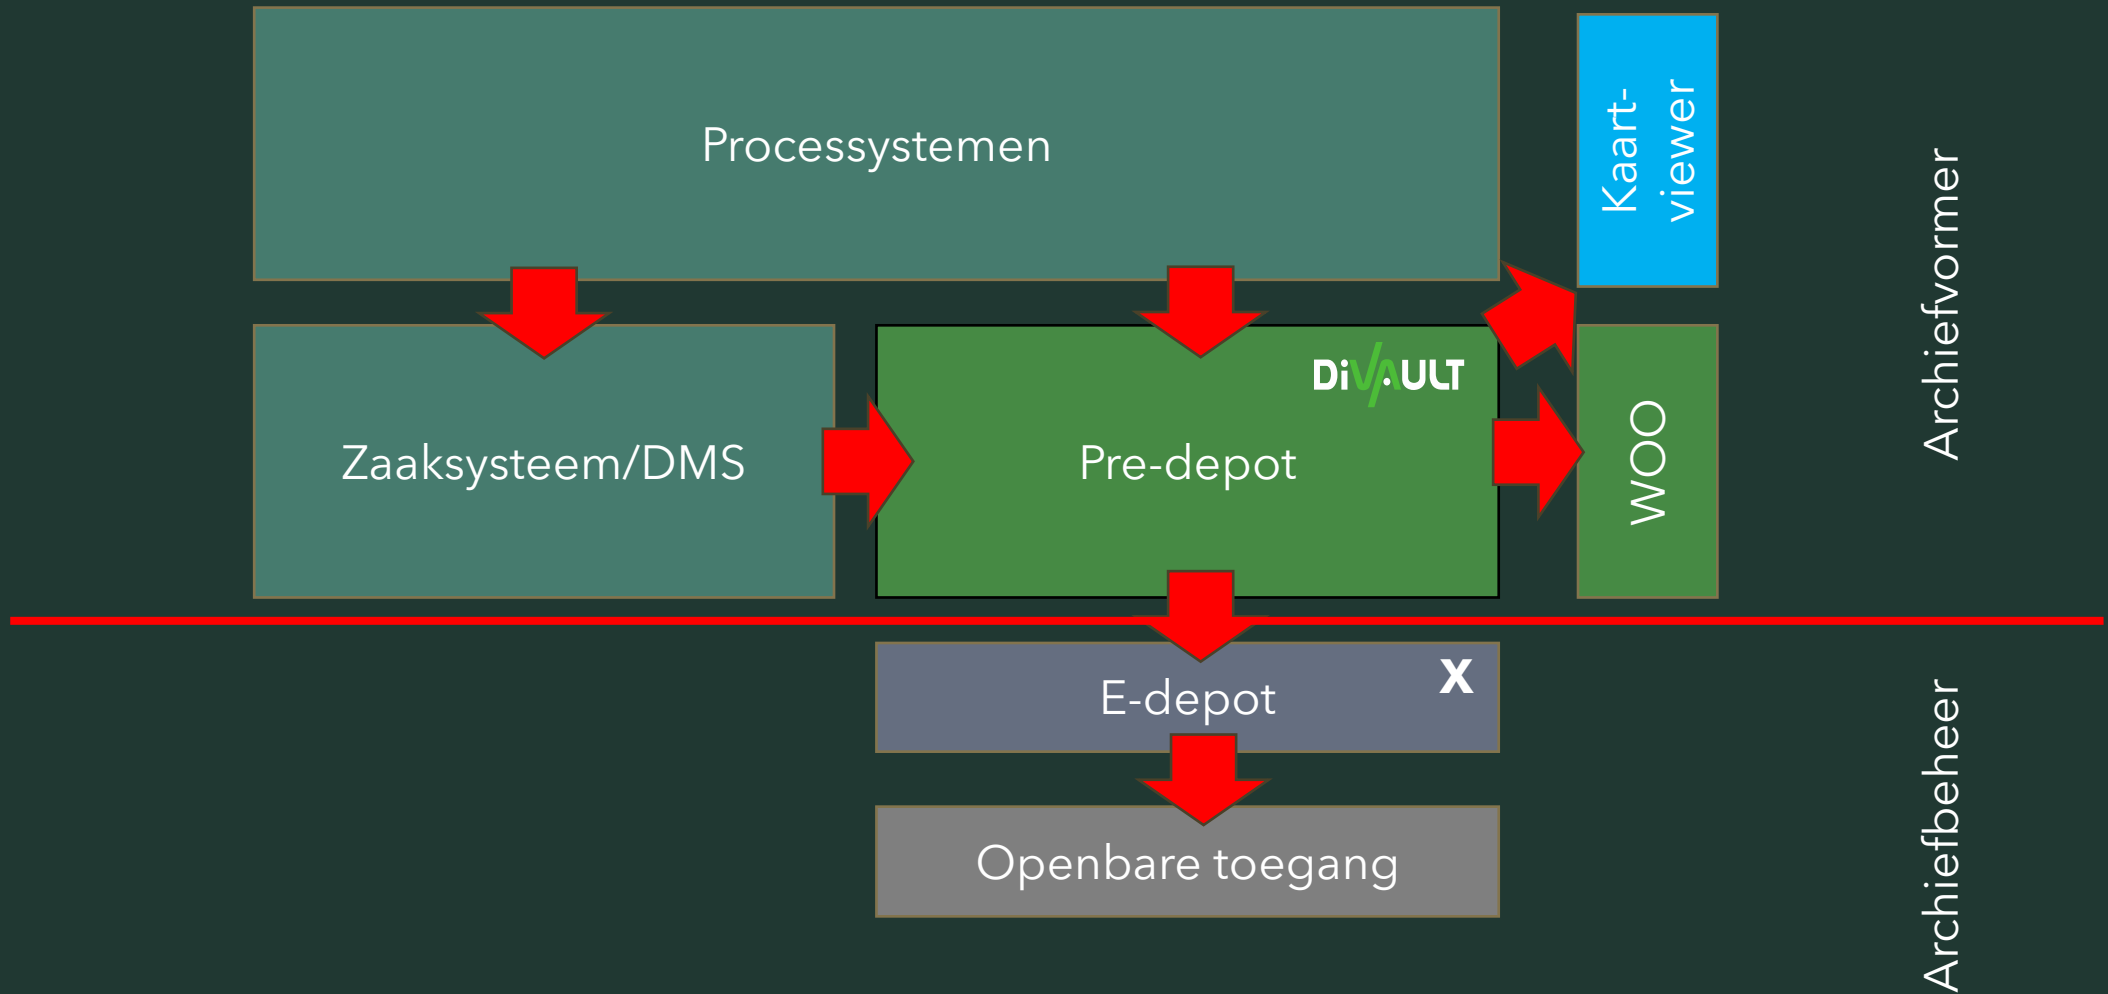 Processystemen
Kaart-
viewer
Archiefvormer
DiVAULT
Zaaksysteem/DMS
Pre-depot
WOO
E-depot
X
Openbare toegang
Archiefbeheer